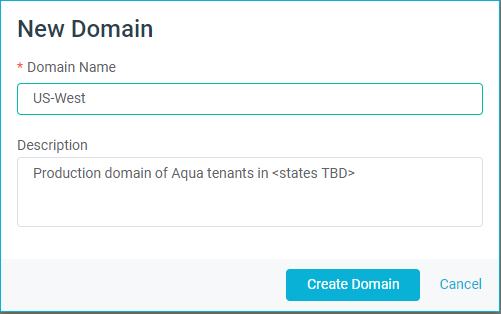 New Domain
* Domain Name
US-West
Description
Production domain of Aqua tenants in <states TBD>
Create Domain Cancel